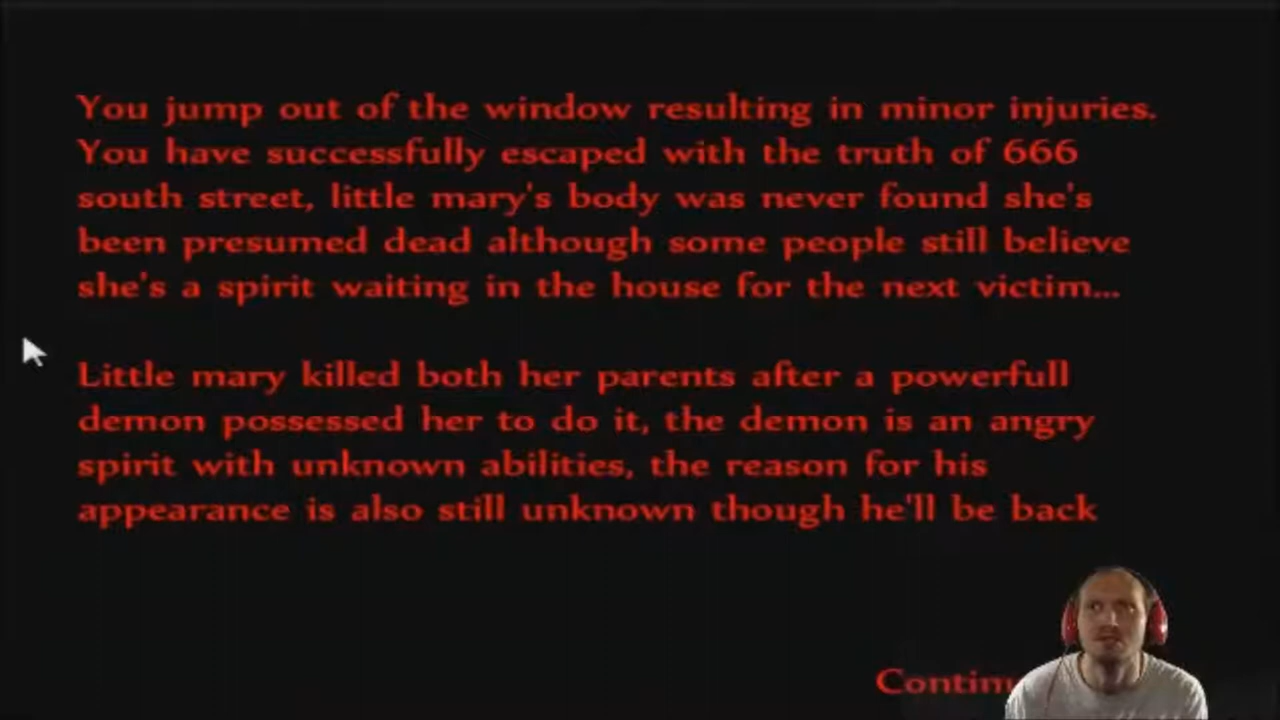 You jump out of the window resulting in minor injuries.
You have successfully escaped with the truth of 666
south street, little mary's body was never found she's
been presumed dead although some people still believe
she's a spirit waiting in the house for the next victim...
Little mary killed both her parents after a powerfull
demon possessed her to do it, the demon is an angry
spirit with unknown abilities, the reason for his
appearance is also still unknown though he'll be back